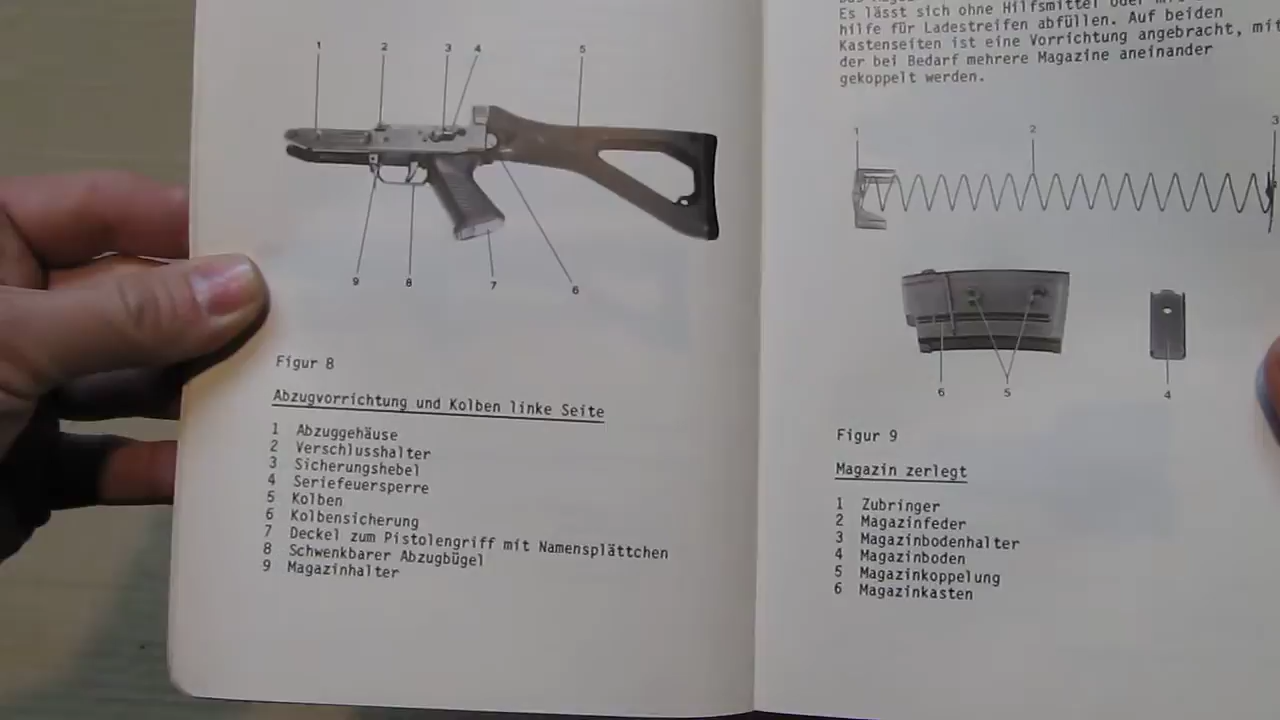 1 2 3 4 5
9 8 7 6
Figur 8
Abzugvorrichtung und Kolben linke Seite
1 Abzuggehäuse
2 Verschlusshalter
3 Sicherungshebel
4 Seriefeuersperre
5 Kolben
6 Kolbensicherung
7 Deckel zum Pistolengriff mit Namensplättchen
8 Schwenkbarer Abzugbügel
9 Magazinhalter
Es lässt sich ohne Hilfsmittel oder
hilfe für Ladestreifen abfüllen. Auf beiden
Kastenseiten ist eine Vorrichtung angebracht, mit
der bei Bedarf mehrere Magazine aneinander
gekoppelt werden.
1 2 3
6 5 4
Figur 9
Magazin zerlegt
1 Zubringer
2 Magazinfeder
3 Magazinbodenhalter
4 Magazinboden
5 Magazinkoppelung
6 Magazinkasten